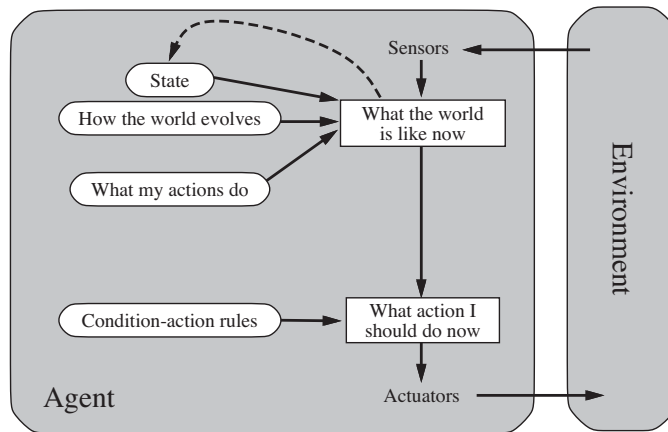 Sensors
State
What the world
is like now
How the world evolves
What my actions do
Environment
Condition-action rules
What action I
should do now
Agent
Actuators